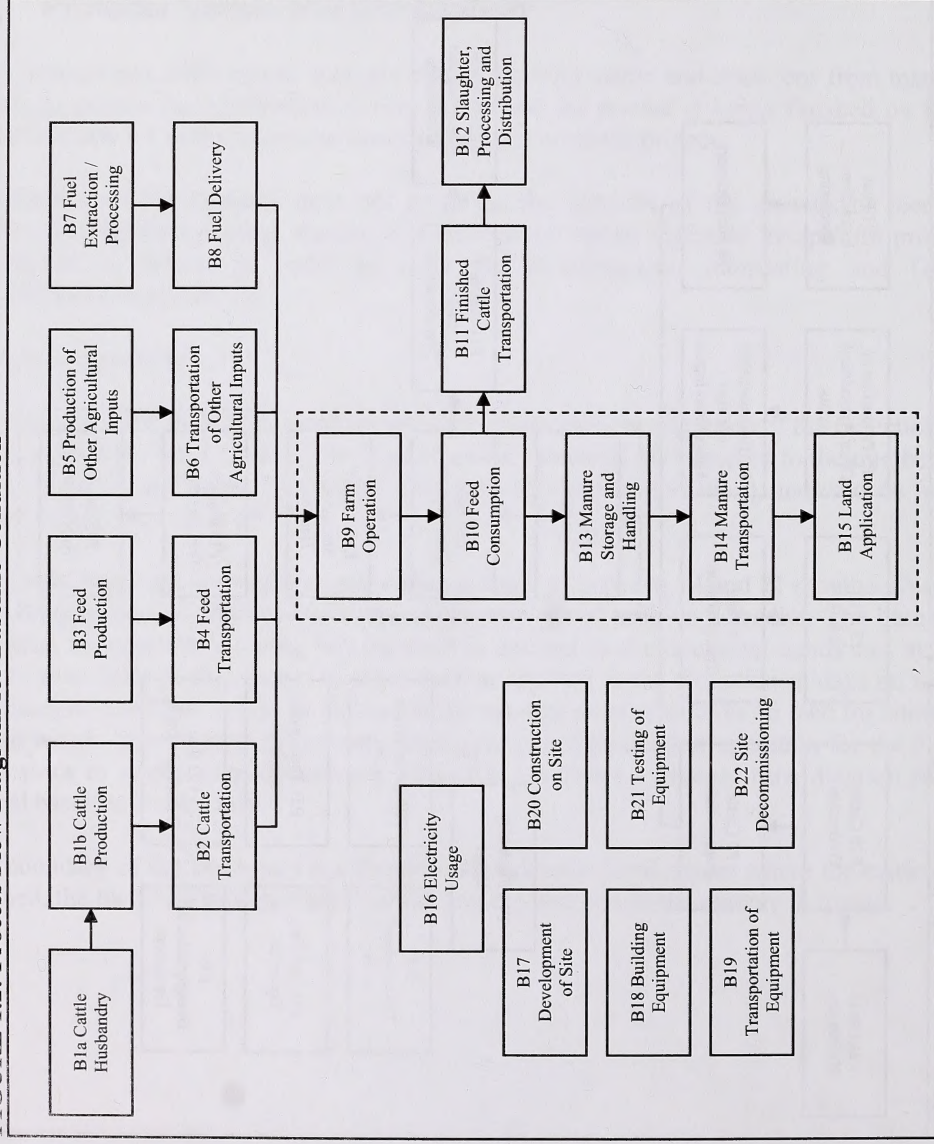 B1a Cattle
Husbandry
B1b Cattle
Production
B3 Feed
Production
B5 Production of
Other Agricultural
Inputs
B7 Fuel
Extraction /
Processing
B2 Cattle
Transportation
B4 Feed
Transportation
B6 Transportation
of Other
Agricultural Inputs
B8 Fuel Delivery
B9 Farm
Operation
B10 Feed
Consumption
B11 Finished
Cattle
Transportation
B12 Slaughter,
Processing and
Distribution
B13 Manure
Storage and
Handling
B14 Manure
Transportation
B15 Land
Application
B16 Electricity
Usage
B17
Development
of Site
B20 Construction
on Site
B18 Building
Equipment
B21 Testing of
Equipment
B19
Transportation of
Equipment
B22 Site
Decommissioning